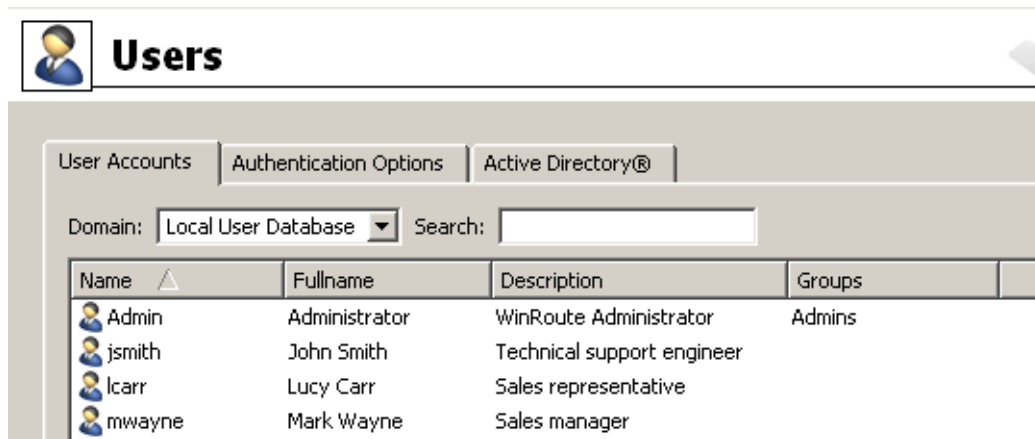 Users
User Accounts Authentication Options Active Directory®
Domain: Local User Database Search:
Name Fullname Description Groups
Admin Administrator WinRoute Administrator Admins
jsmith John Smith Technical support engineer
lcarr Lucy Carr Sales representative
mwayne Mark Wayne Sales manager